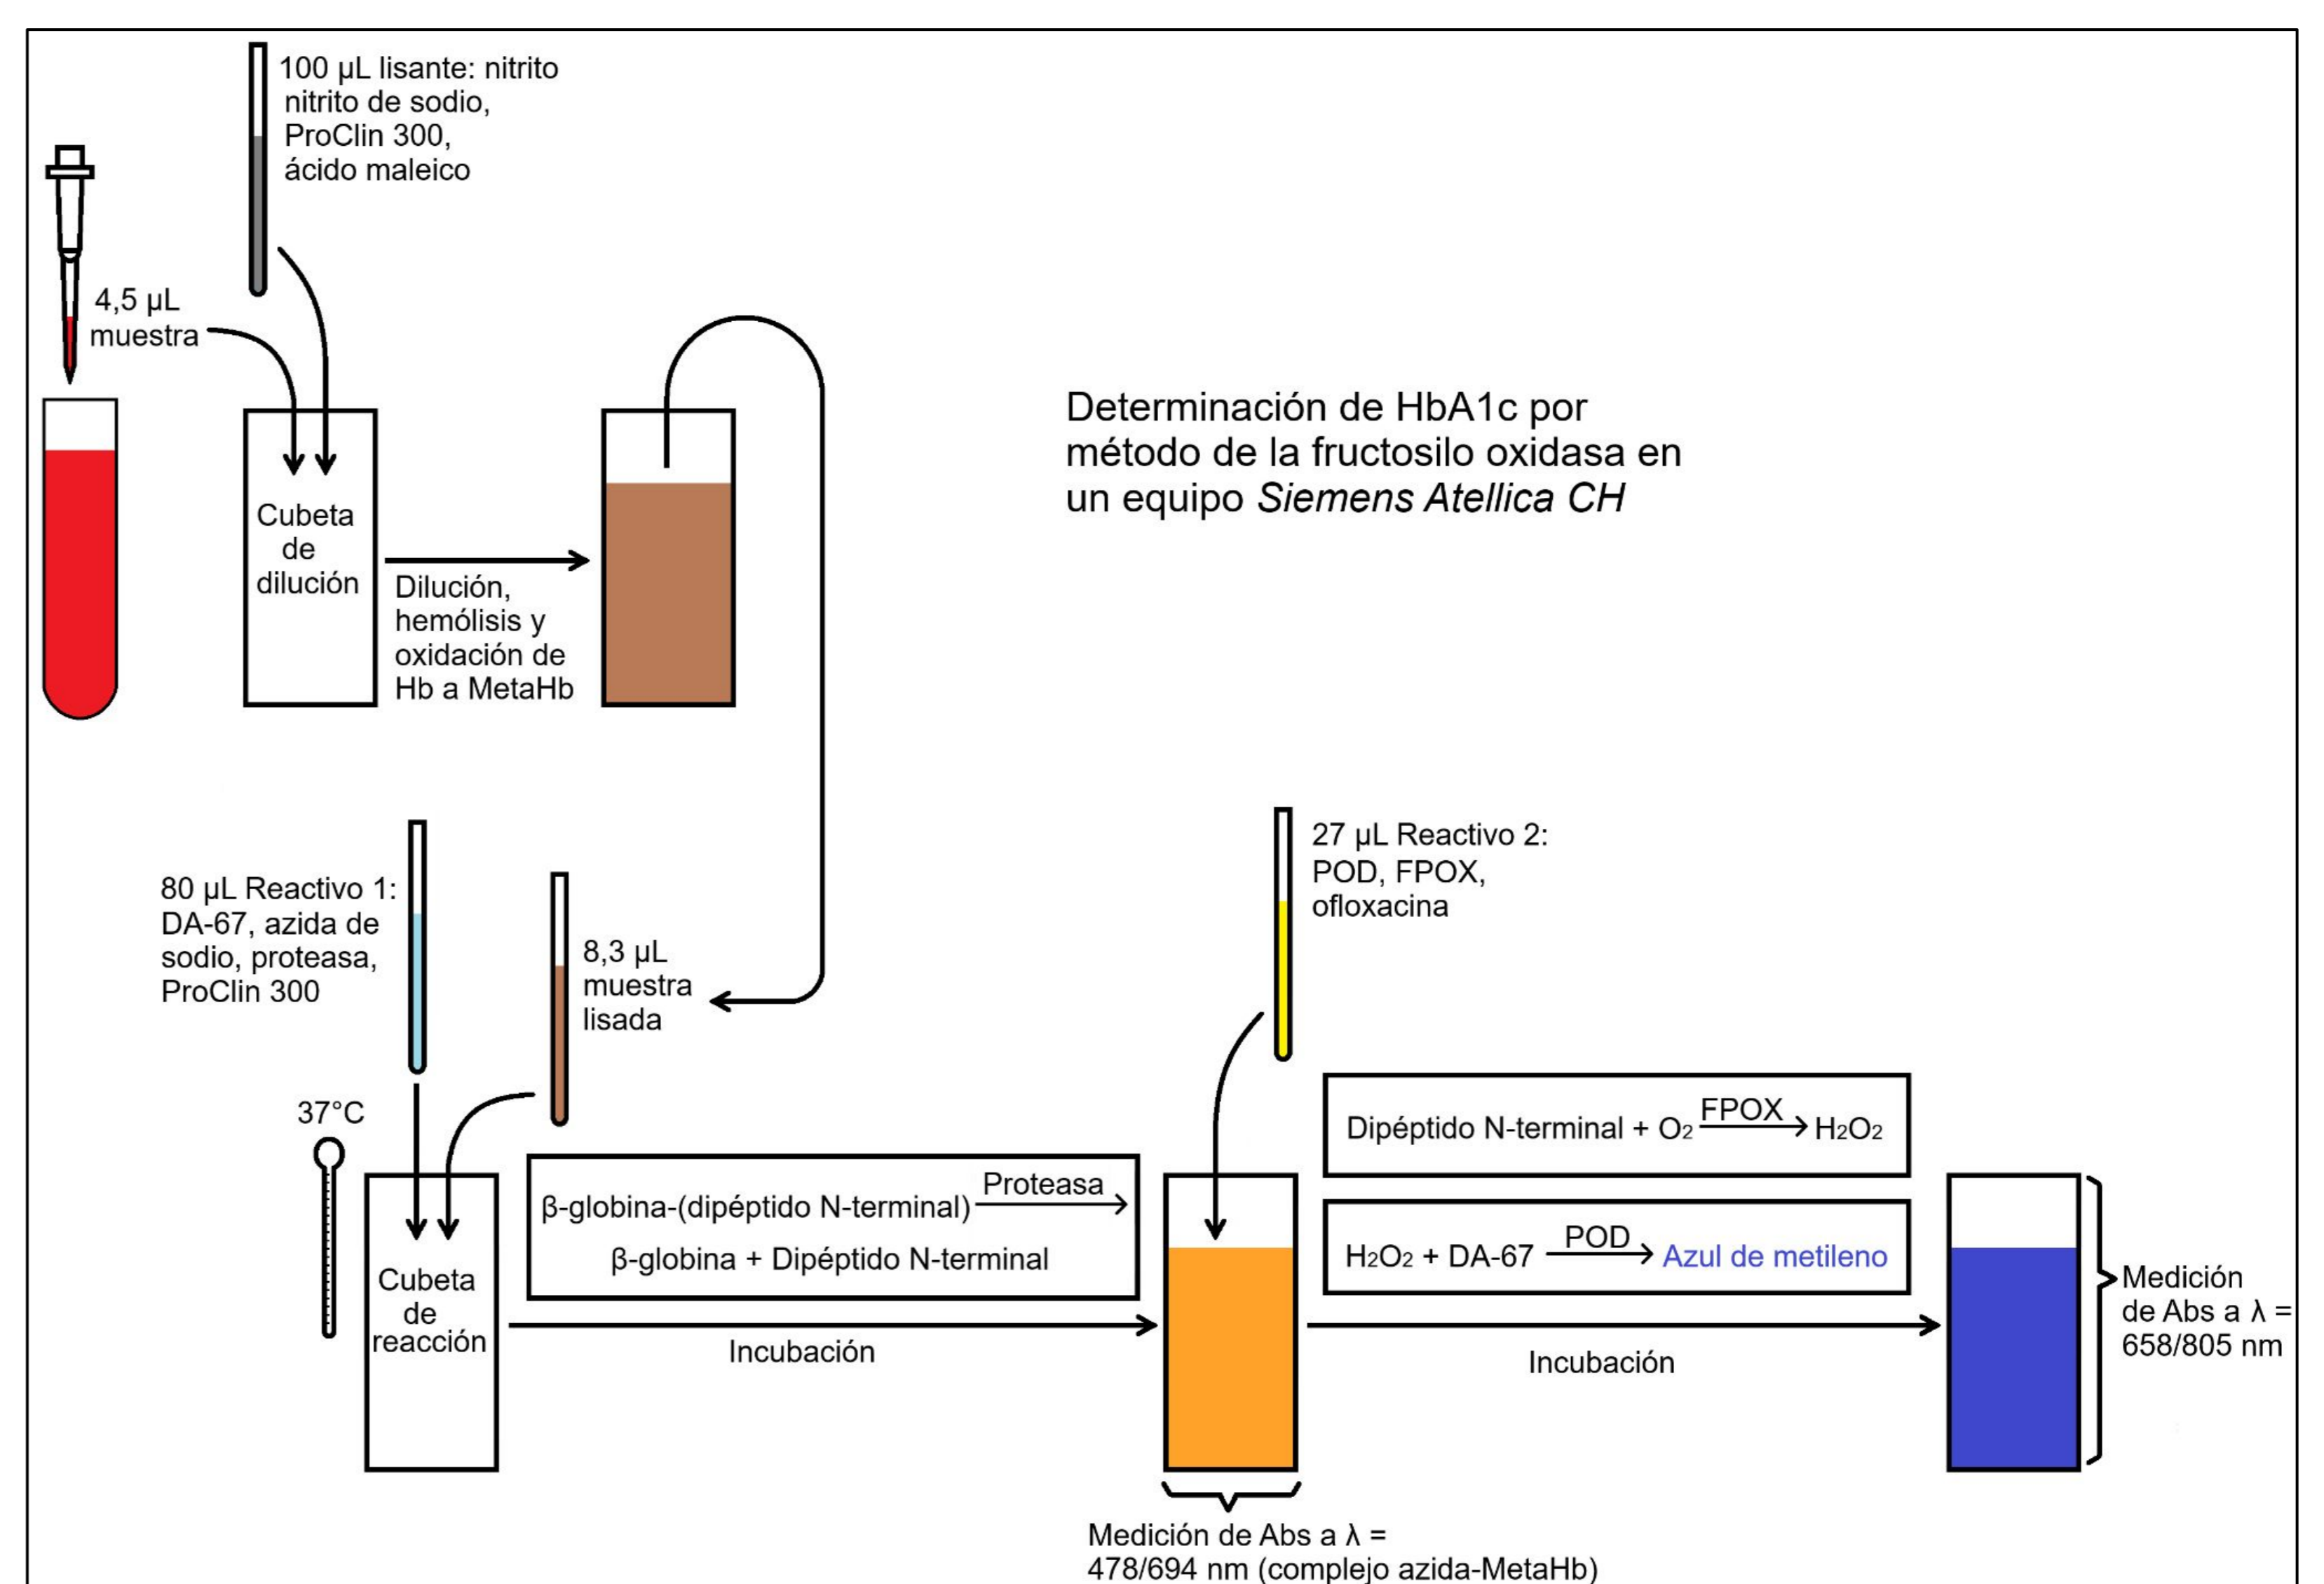 100 µL lisante: nitrito
nitrito de sodio,
ProClin 300,
ácido maleico
4,5 µL
muestra
Cubeta
de
dilución
Dilución,
hemólisis y
oxidación de
Hb a MetaHb
Determinación de HbA1c por
método de la fructosilo oxidasa en
un equipo Siemens Atellica CH
80 µL Reactivo 1:
DA-67, azida de
sodio, proteasa,
ProClin 300
8,3 µL
muestra
lisada
27 µL Reactivo 2:
POD, FPOX,
ofloxacina
37°C
Cubeta
de
reacción
Proteasa
β-globina-(dipéptido N-terminal) →
β-globina + Dipéptido N-terminal
Incubación
FPOX
Dipéptido N-terminal + O2 → H2O2
POD
H2O2 + DA-67 → Azul de metileno
Incubación
Medición
de Abs a λ =
658/805 nm
Medición de Abs a λ =
478/694 nm (complejo azida-MetaHb)